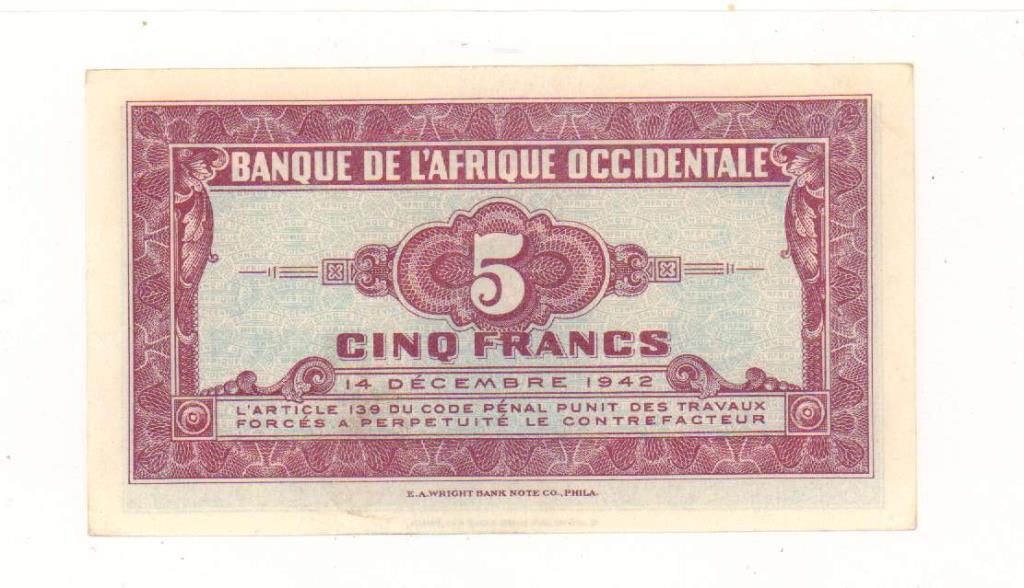 BANQUE DE L'AFRIQUE OCCIDENTALE
5
CINQ FRANCS
14 DÉCEMBRE 1942
L'ARTICLE 139 DU CODE PÉNAL PUNIT DES TRAVAUX
FORCÉS A PERPETUITÉ LE CONTREFACTEUR
E.A.WRIGHT BANK NOTE CO., PHILA.